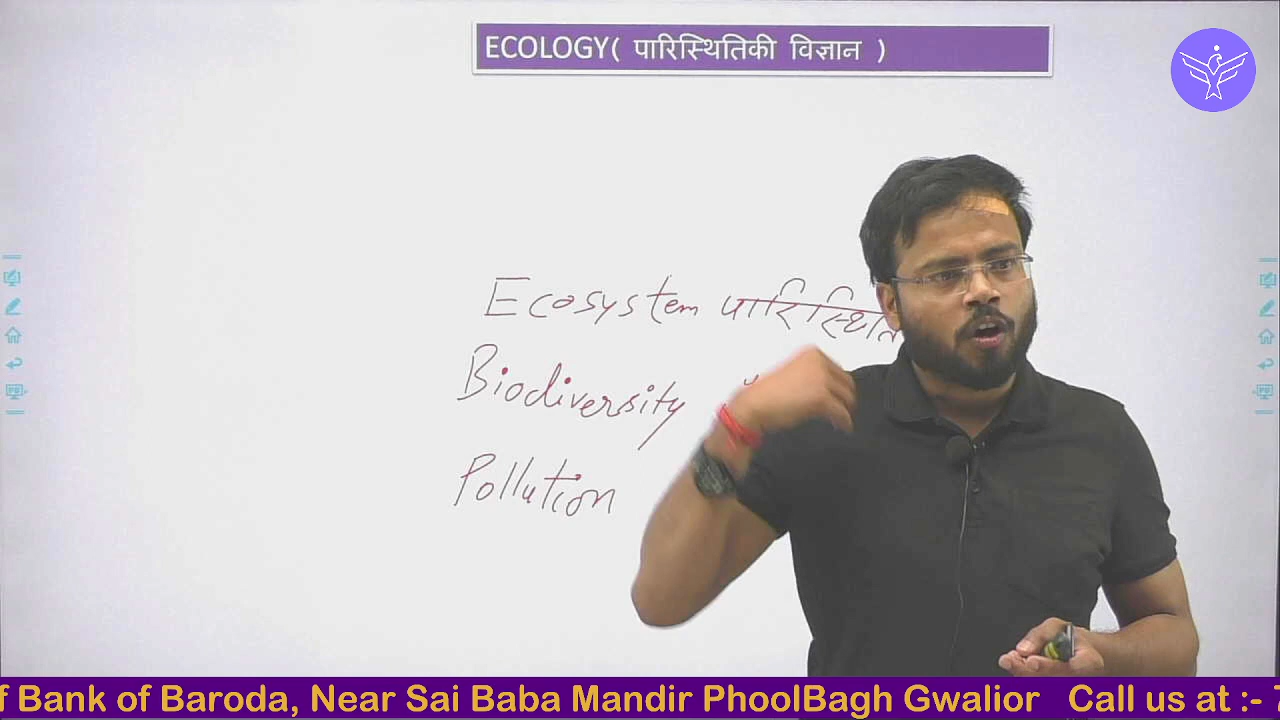 ECOLOGY( पारिस्थितिकी विज्ञान )
Ecosystem
Biodiversity
Pollution
Bank of Baroda, Near Sai Baba Mandir PhoolBagh Gwalior Call us at :-